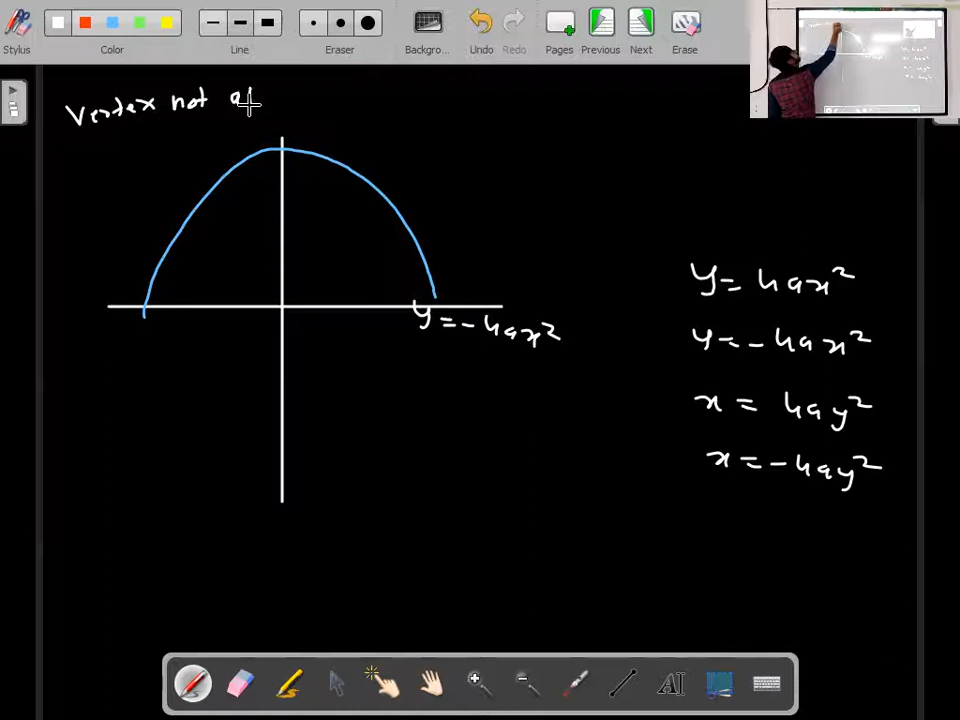 Stylus Color Line Eraser Backgro... Undo Redo Pages Previous Next Erase
Vertex not at
y = 4ax²
y = -4ax²
y = -4ax²
x = 4ay²
x = -4ay²